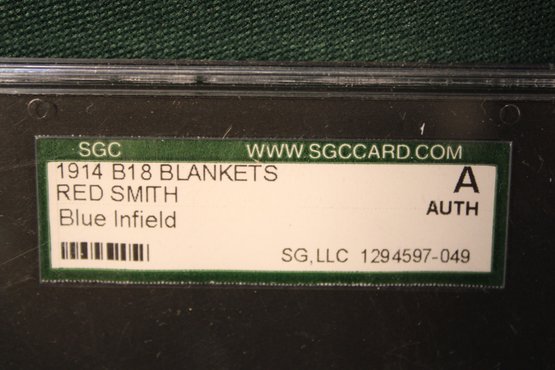 SGC WWW.SGCCARD.COM
1914 B18 BLANKETS A
RED SMITH AUTH
Blue Infield
SG,LLC 1294597-049